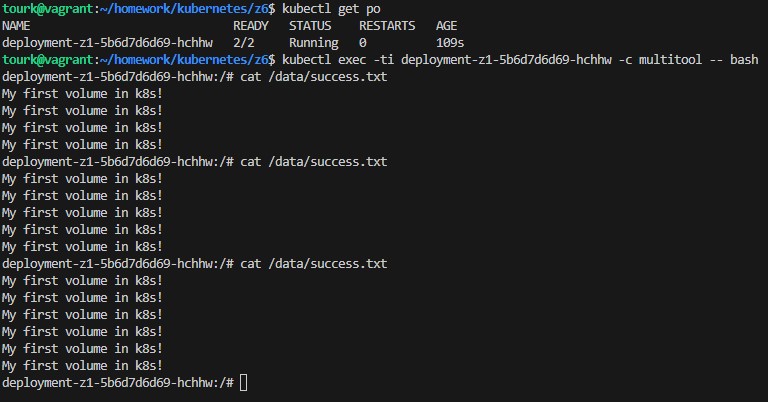 tourk@vagrant:~/homework/kubernetes/z6$ kubectl get po
NAME                             READY   STATUS    RESTARTS   AGE
deployment-z1-5b6d7d6d69-hchhw   2/2     Running   0          109s
tourk@vagrant:~/homework/kubernetes/z6$ kubectl exec -ti deployment-z1-5b6d7d6d69-hchhw -c multitool -- bash
deployment-z1-5b6d7d6d69-hchhw:/# cat /data/success.txt
My first volume in k8s!
My first volume in k8s!
My first volume in k8s!
My first volume in k8s!
deployment-z1-5b6d7d6d69-hchhw:/# cat /data/success.txt
My first volume in k8s!
My first volume in k8s!
My first volume in k8s!
My first volume in k8s!
My first volume in k8s!
deployment-z1-5b6d7d6d69-hchhw:/# cat /data/success.txt
My first volume in k8s!
My first volume in k8s!
My first volume in k8s!
My first volume in k8s!
My first volume in k8s!
My first volume in k8s!
deployment-z1-5b6d7d6d69-hchhw:/#